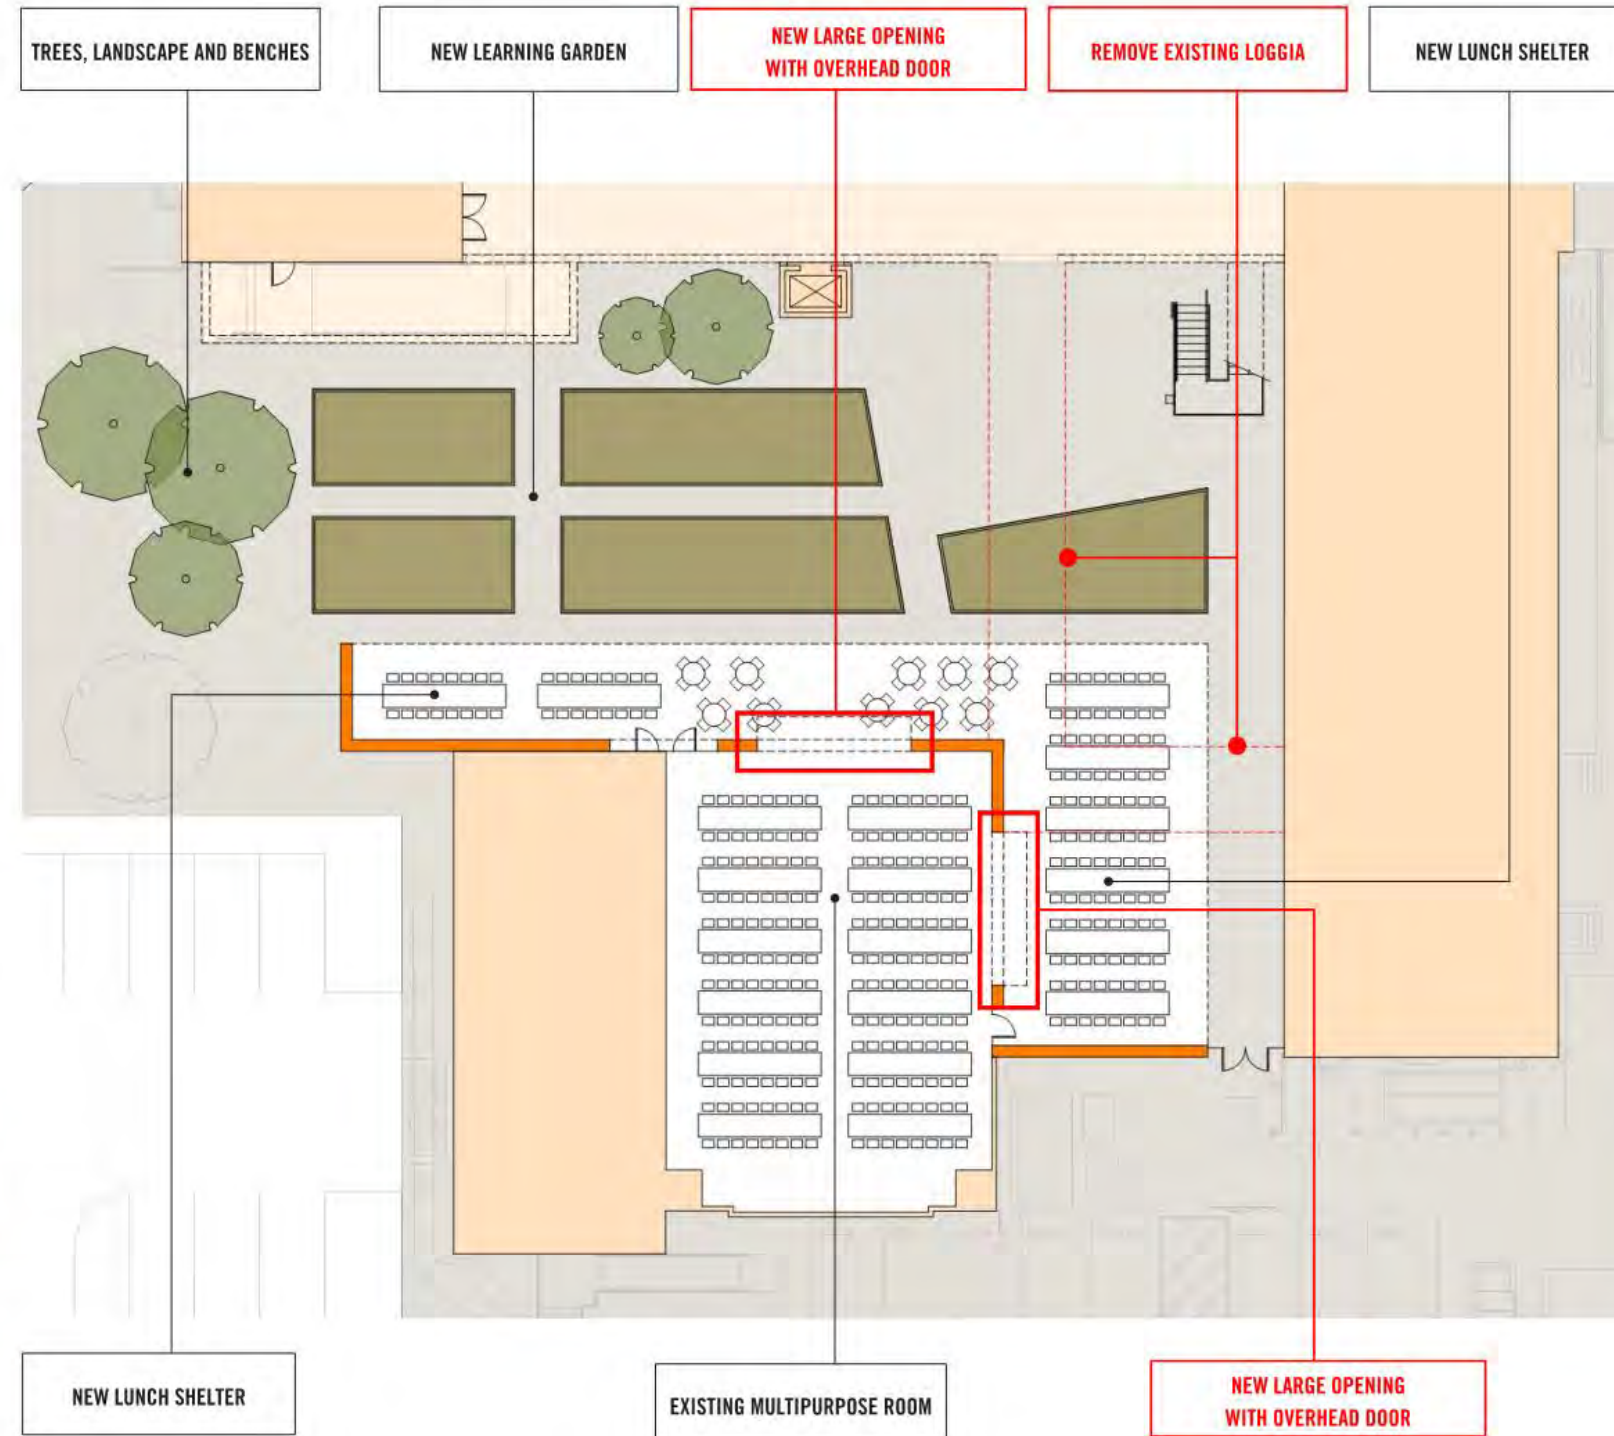 TREES, LANDSCAPE AND BENCHES
NEW LEARNING GARDEN
NEW LARGE OPENING
WITH OVERHEAD DOOR
REMOVE EXISTING LOGGIA
NEW LUNCH SHELTER
NEW LUNCH SHELTER
EXISTING MULTIPURPOSE ROOM
NEW LARGE OPENING
WITH OVERHEAD DOOR